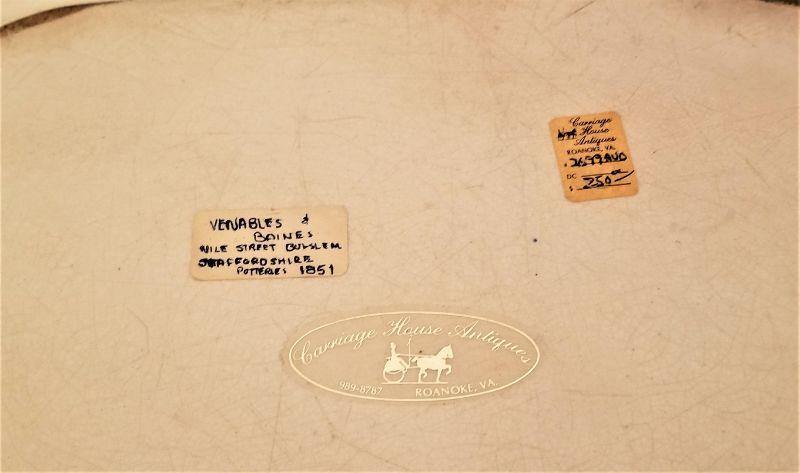 VENABLES &
BAINES
NILE STREET BURSLEM
STAFFORDSHIRE
POTTERIES 1851
Carriage
House
Antiques
ROANOKE, VA.
DC
$ 250.00
Carriage House Antiques
989-8787 ROANOKE, VA.